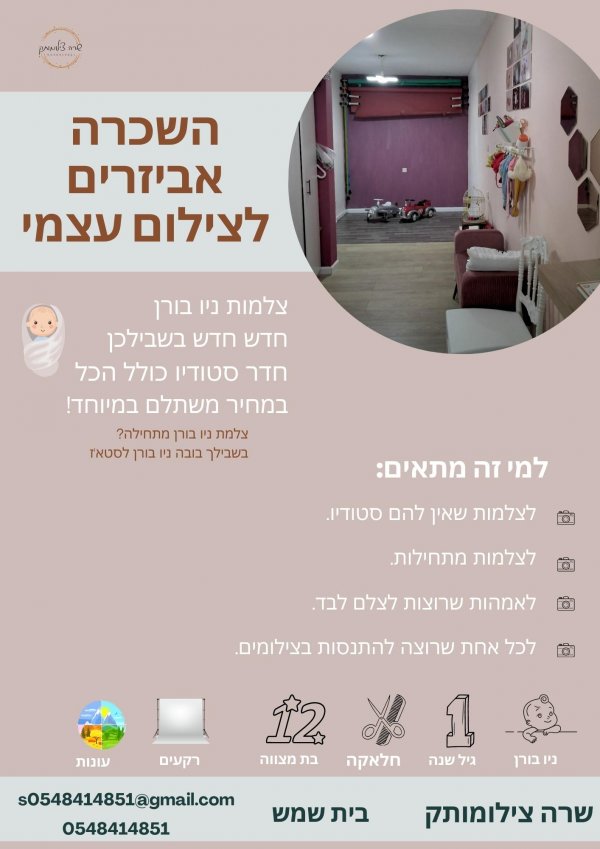 שרה צילומותק
השכרה
אביזרים
לצילום עצמי
צלמות ניו בורן
חדש חדש בשבילכן
חדר סטודיו כולל הכל
במחיר משתלם במיוחד!
צלמת ניו בורן מתחילה?
בשבילך בובה ניו בורן לסטאז
למי זה מתאים:
לצלמות שאין להם סטודיו.
לצלמות מתחילות.
לאמהות שרוצות לצלם לבד.
לכל אחת שרוצה להתנסות בצילומים.
1
12
ניו בורן
גיל שנה
חלאקה
בת מצווה
רקעים
עונות
שרה צילומותק
בית שמש
s0548414851@gmail.com
0548414851